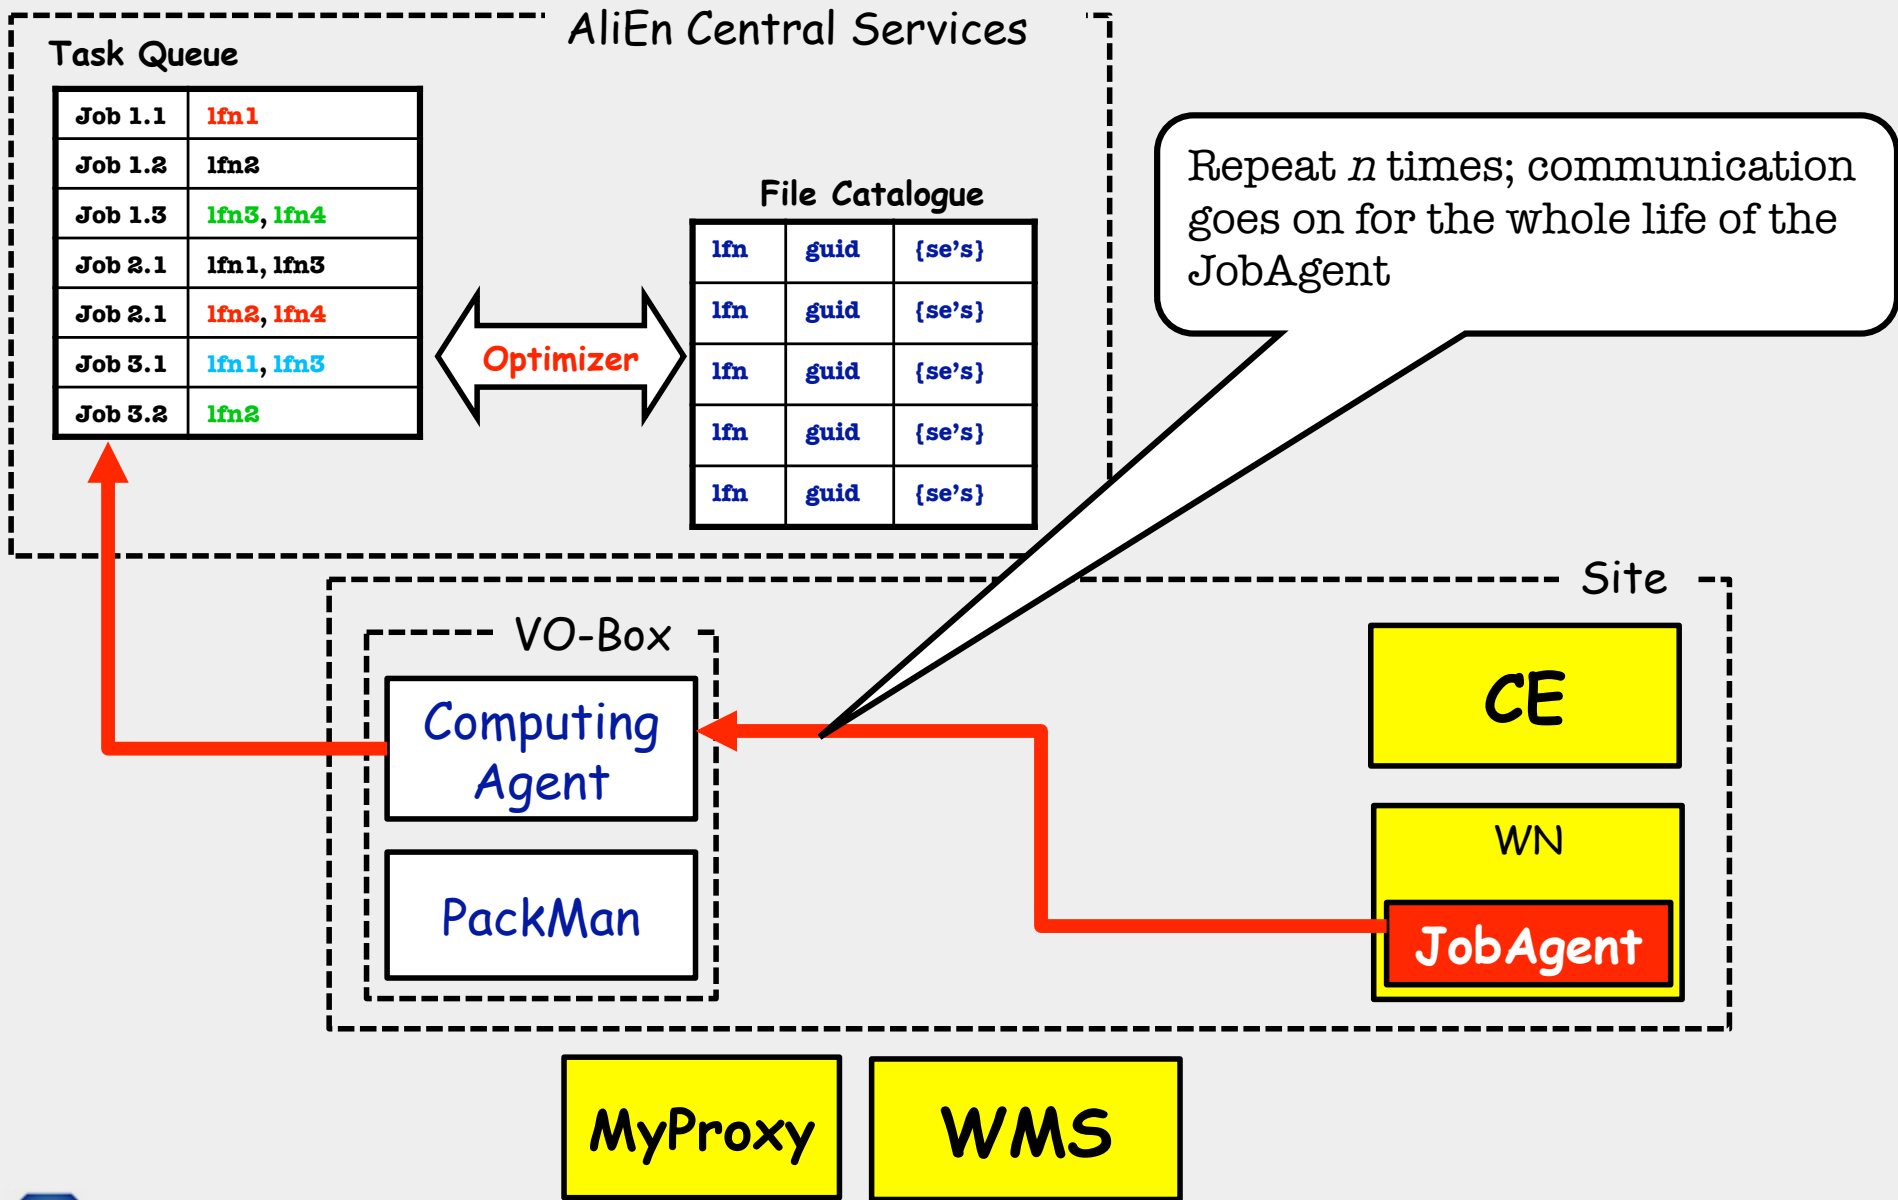 AliEn Central Services
Task Queue
Job 1.1 lfn1
Job 1.2 lfn2
Job 1.3 lfn3, lfn4
Job 2.1 lfn1, lfn3
Job 2.1 lfn2, lfn4
Job 3.1 lfn1, lfn3
Job 3.2 lfn2
Optimizer
File Catalogue
lfn guid {se's}
lfn guid {se's}
lfn guid {se's}
lfn guid {se's}
lfn guid {se's}
Repeat n times; communication
goes on for the whole life of the
JobAgent
Site
VO-Box
Computing
Agent
PackMan
CE
WN
JobAgent
MyProxy
WMS